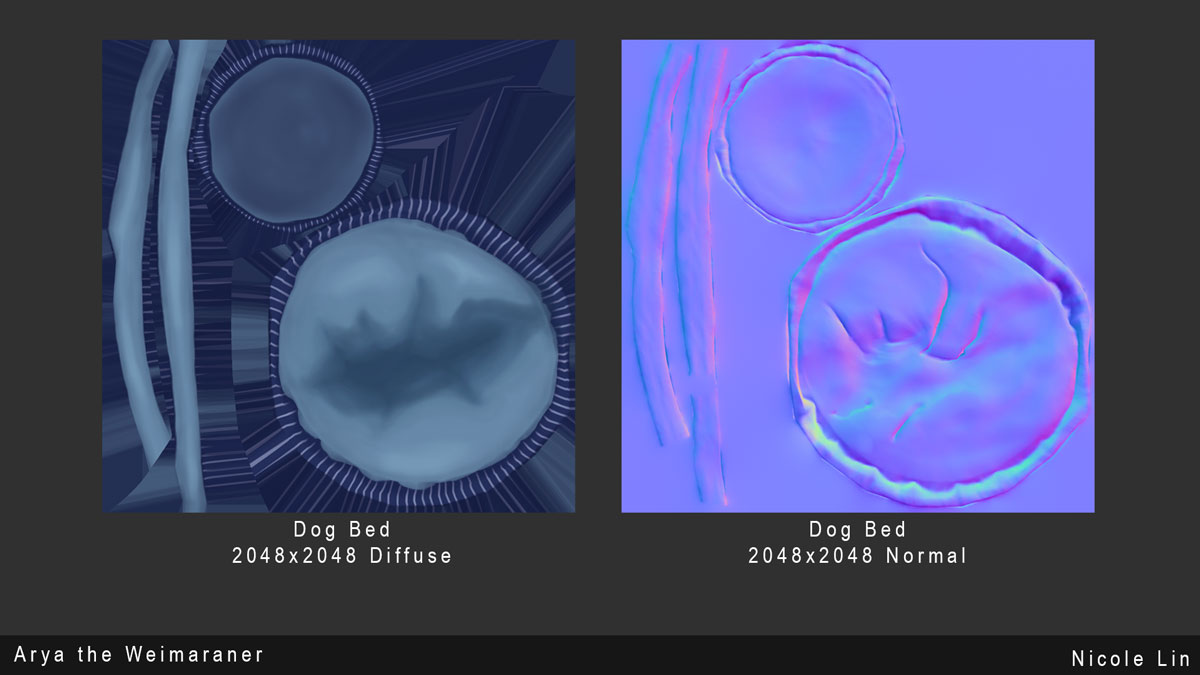 Dog Bed
2048x2048 Diffuse
Dog Bed
2048x2048 Normal
Arya the Weimaraner
Nicole Lin